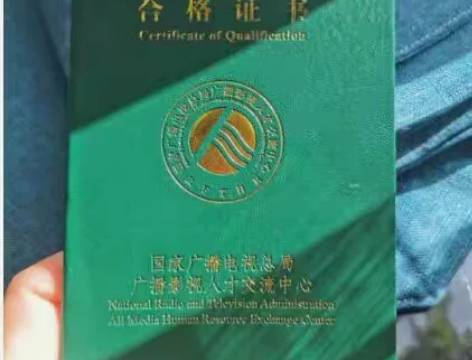 合格证书
Certificate of Qualification
国家广播电视总局
广播影视人才交流中心
National Radio and Television Administration
All Media Human Resource Exchange Center